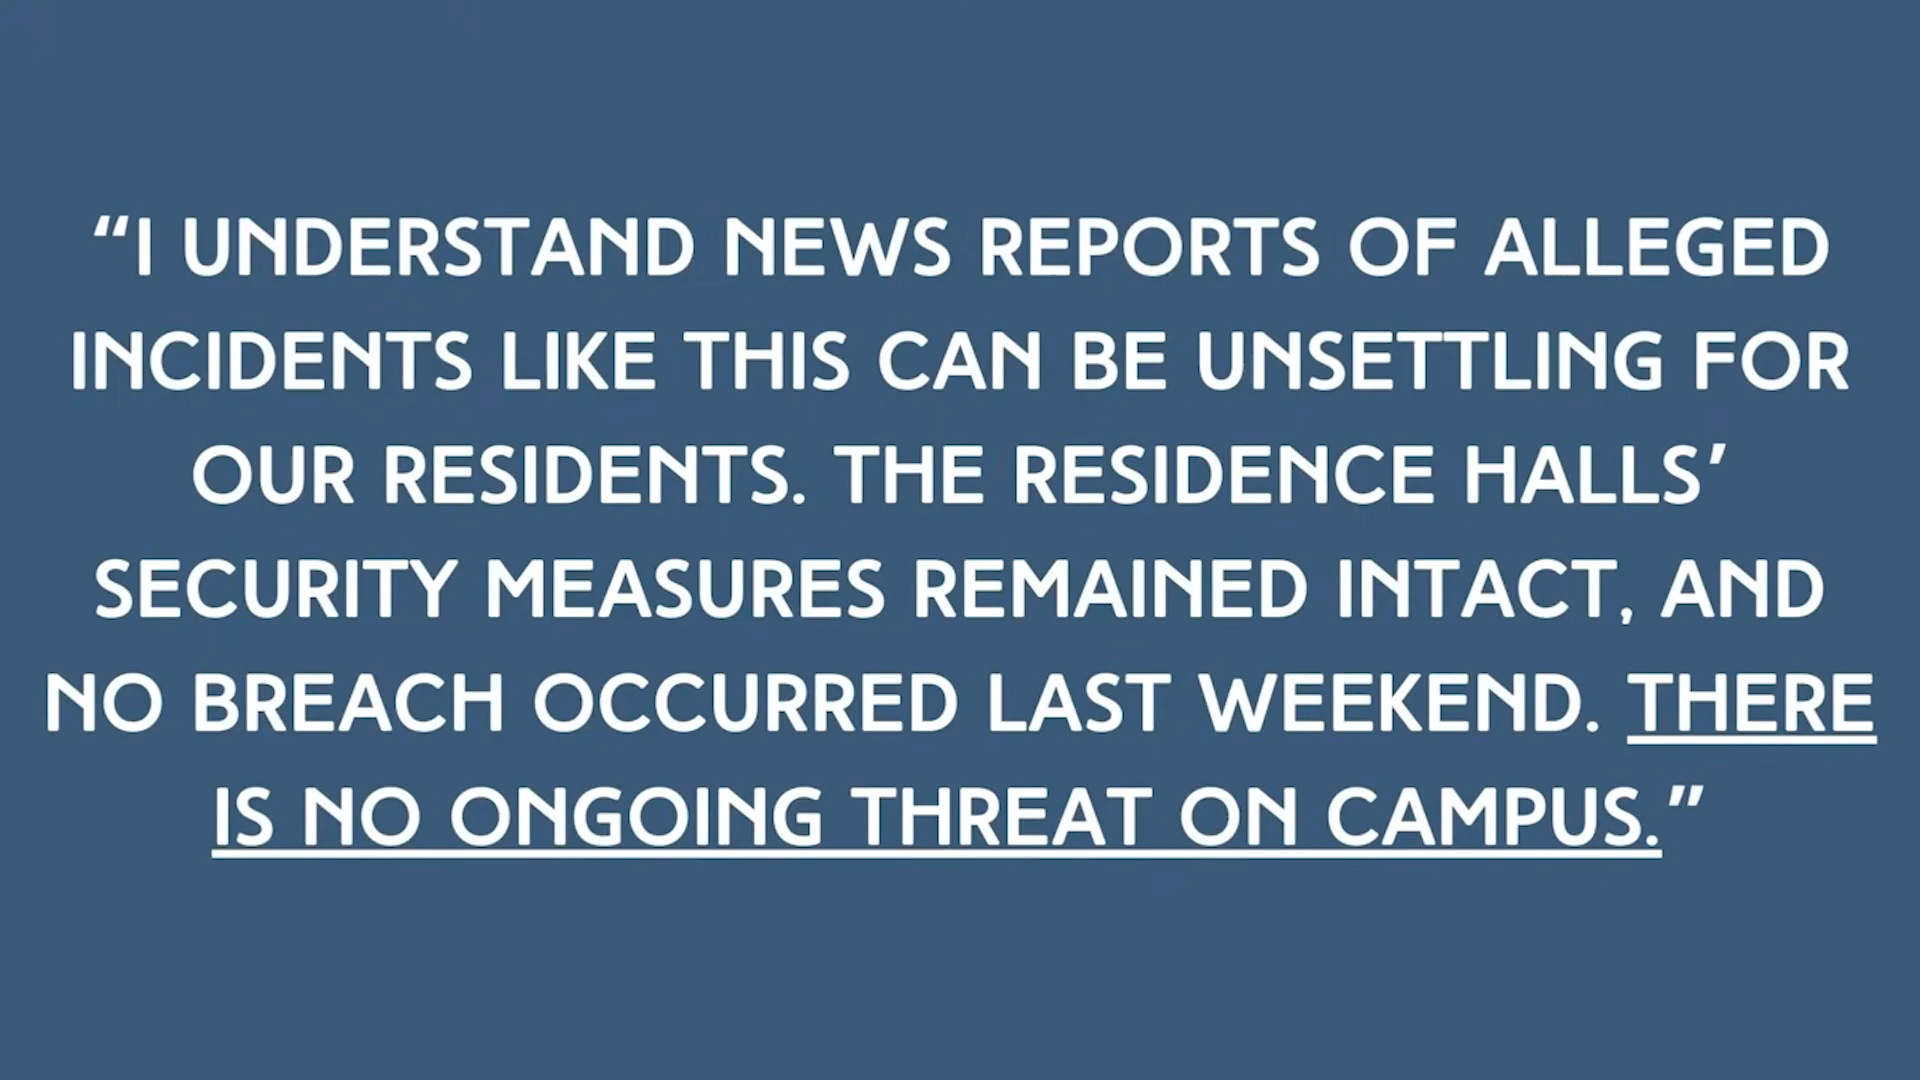 “I UNDERSTAND NEWS REPORTS OF ALLEGED
INCIDENTS LIKE THIS CAN BE UNSETTLING FOR
OUR RESIDENTS. THE RESIDENCE HALLS’
SECURITY MEASURES REMAINED INTACT, AND
NO BREACH OCCURRED LAST WEEKEND. THERE
IS NO ONGOING THREAT ON CAMPUS.”